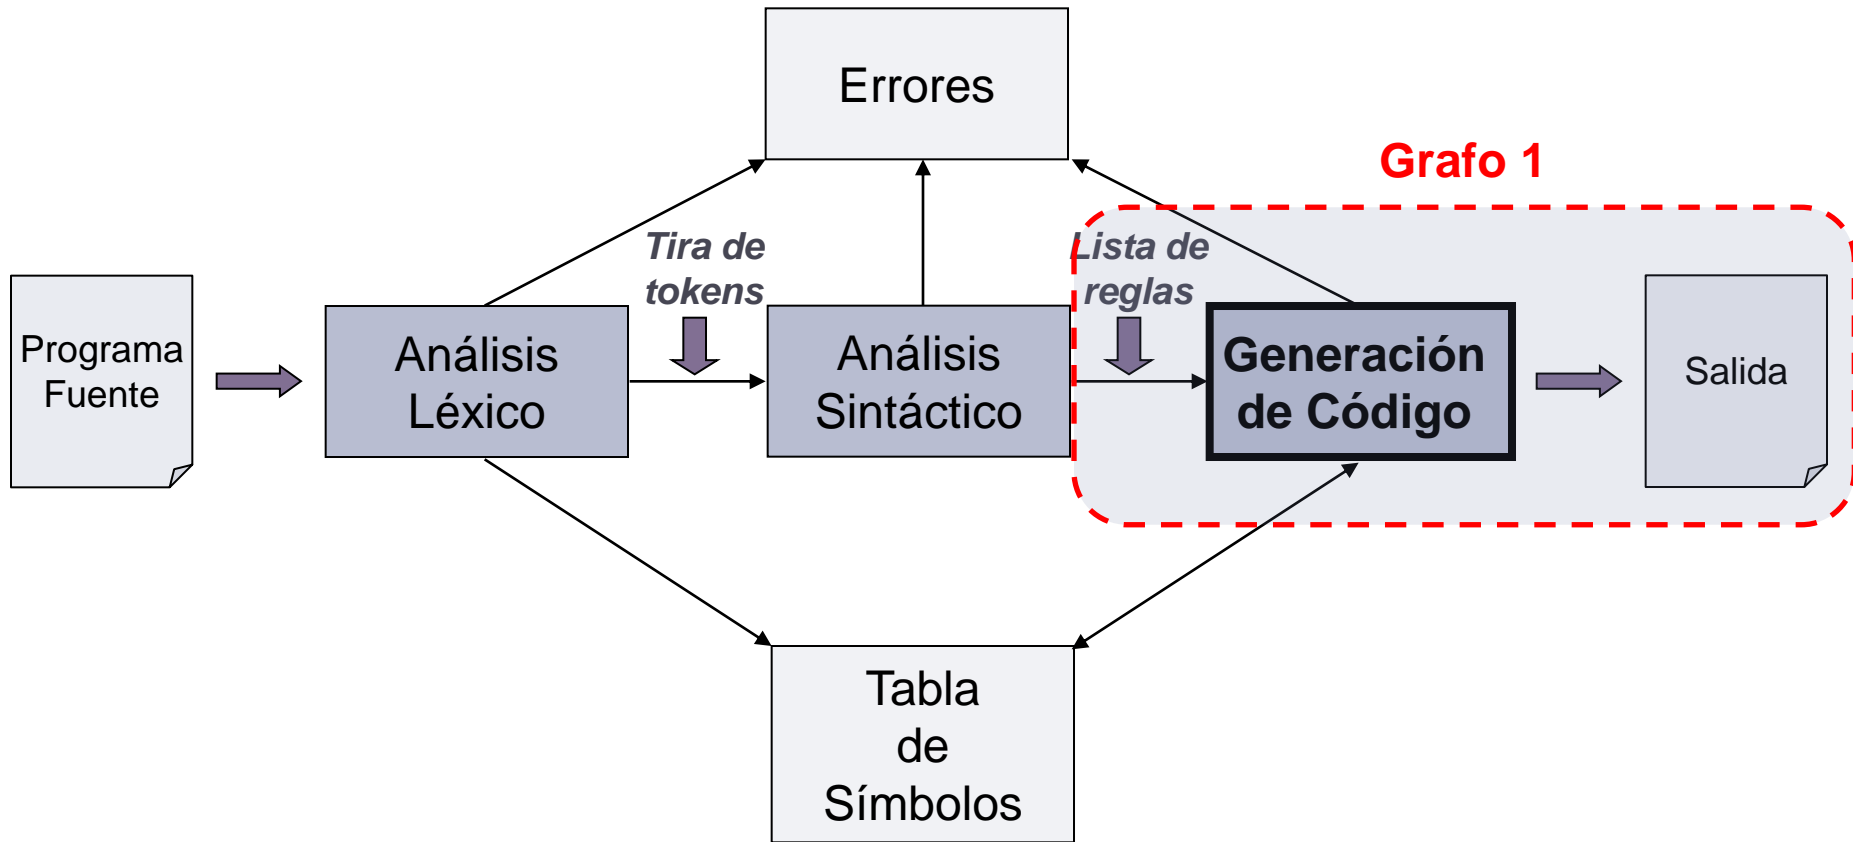 Errores
Grafo 1
Tira de
tokens
Lista de
reglas
Programa
Fuente
Análisis
Léxico
Análisis
Sintáctico
Generación
de Código
Salida
Tabla
de
Símbolos